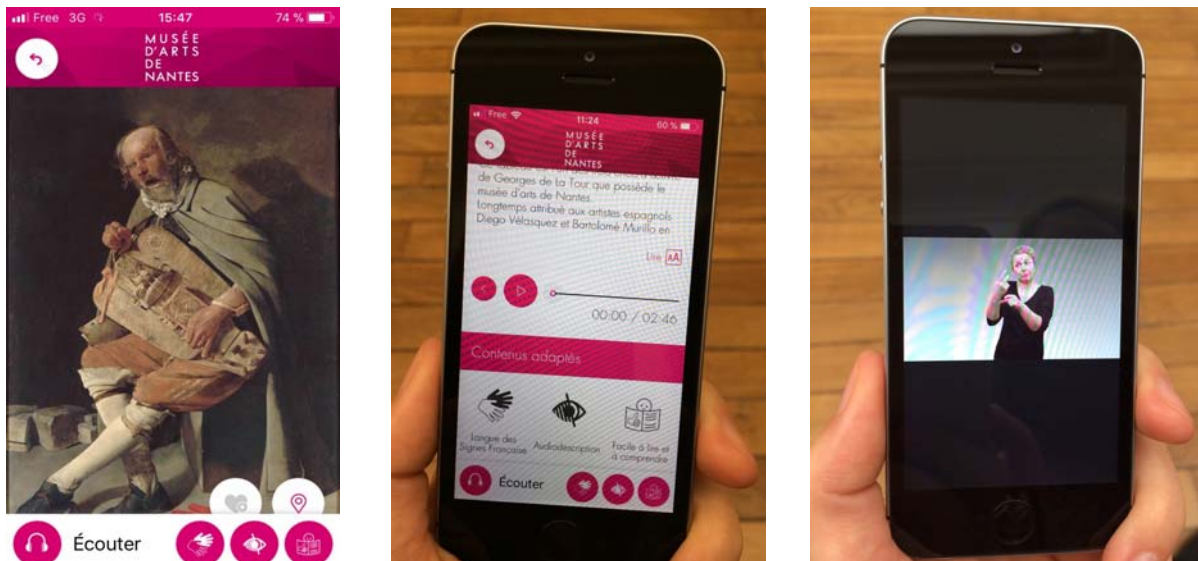 Free 3G 15:47 74 %
MUSÉE
D'ARTS
DE
NANTES
Écouter
Free 11:24 60 %
MUSÉE
D'ARTS
DE
NANTES
de Georges de La Tour que possède le
musée d'arts de Nantes.
Longtemps attribué aux artistes espagnols
Diego Vélasquez et Bartolomé Murillo en
Lire AA
00:00 / 02:46
Contenus adaptés
Langue des
Signes Française
Audiodescription
Facile à lire et
à comprendre
Écouter